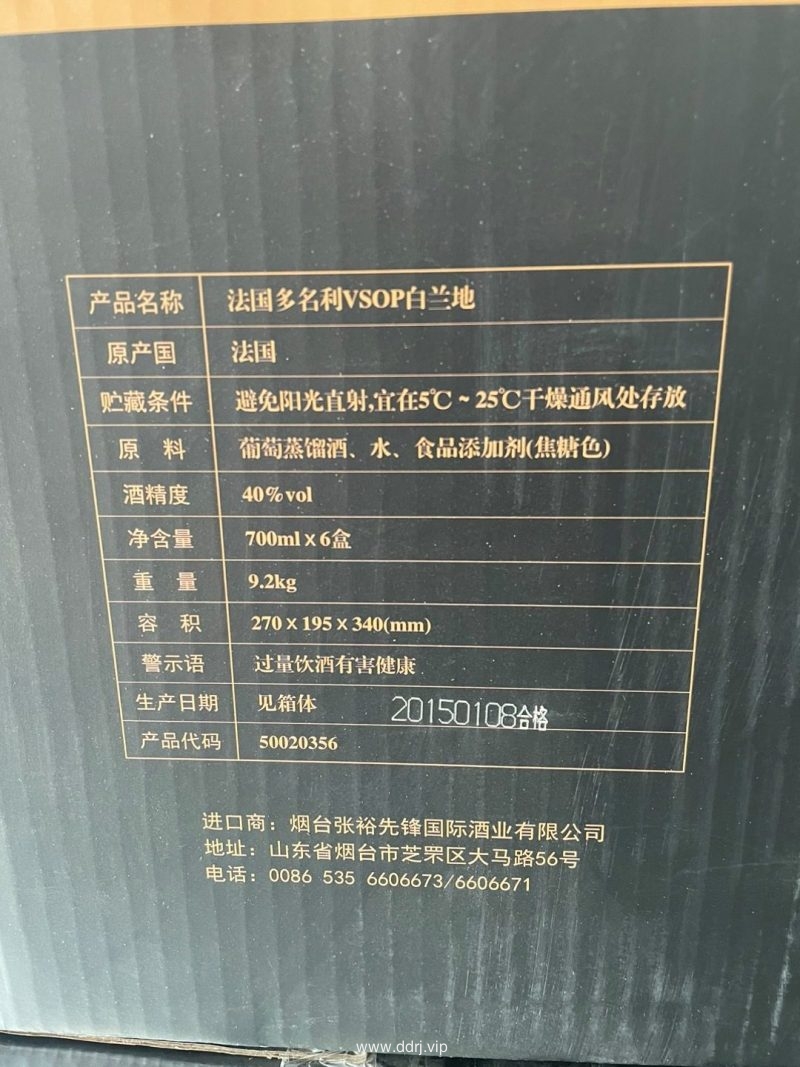 产品名称 法国多名利VSOP白兰地
原产国 法国
贮藏条件 避免阳光直射,宜在5℃ ~ 25℃干燥通风处存放
原 料 葡萄蒸馏酒、水、食品添加剂(焦糖色)
酒精度 40%vol
净含量 700ml x 6盒
重 量 9.2kg
容 积 270 x 195 x 340(mm)
警示语 过量饮酒有害健康
生产日期 见箱体 20150108合格
产品代码 50020356
进口商：烟台张裕先锋国际酒业有限公司
地址：山东省烟台市芝罘区大马路56号
电话：0086 535 6606673/6606671
www.ddrj.vip